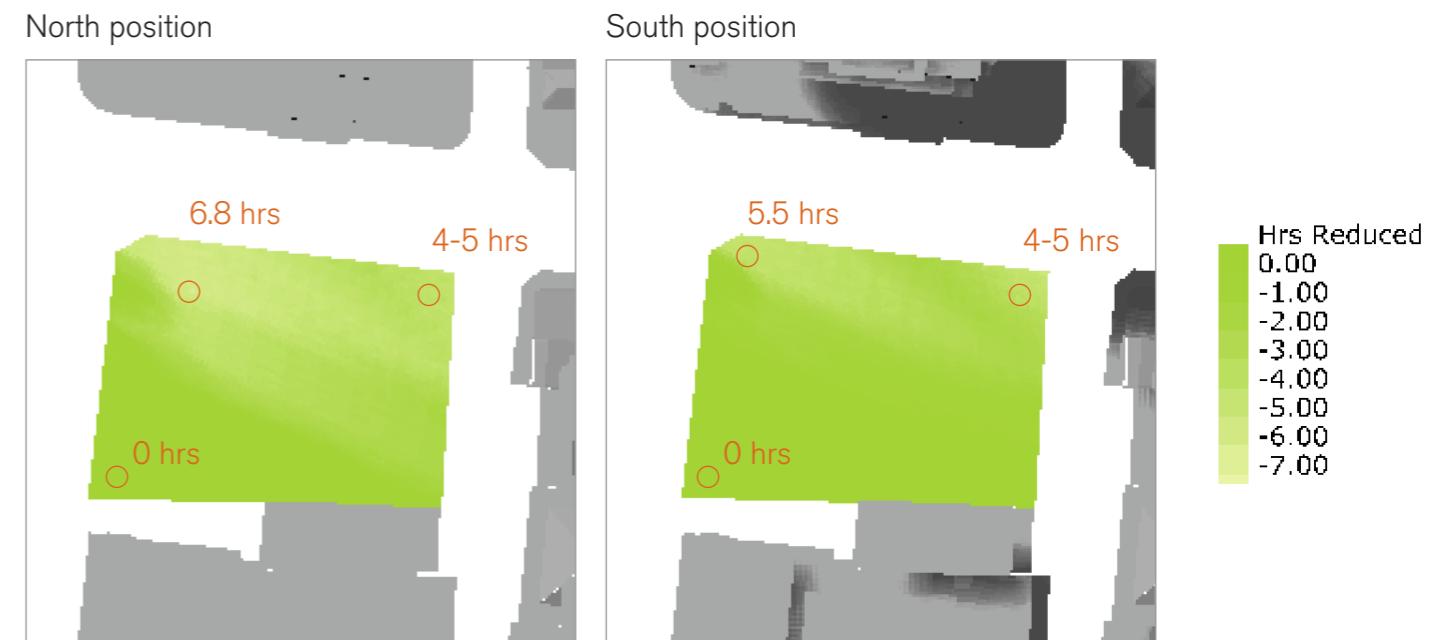 North position
South position
6.8 hrs
4-5 hrs
0 hrs
5.5 hrs
4-5 hrs
0 hrs
Hrs Reduced
0.00
-1.00
-2.00
-3.00
-4.00
-5.00
-6.00
-7.00